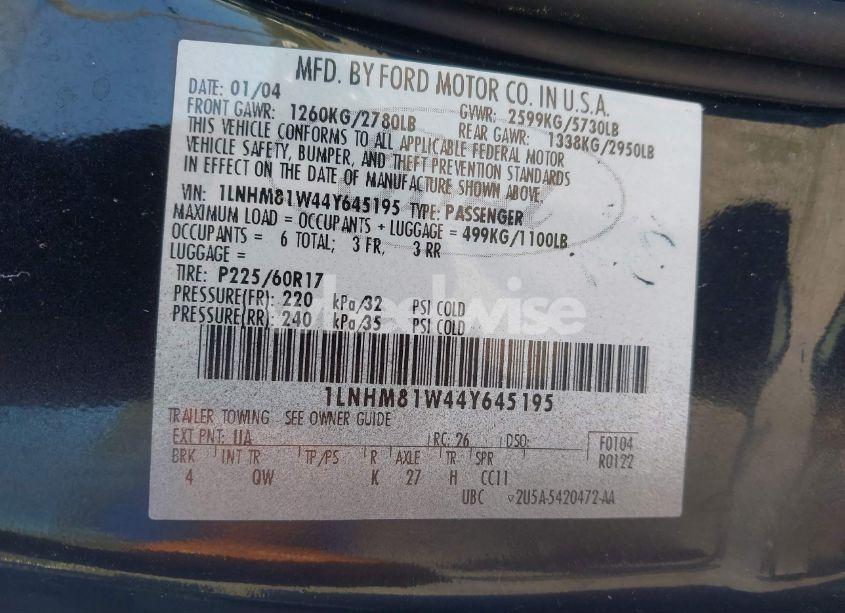 MFD. BY FORD MOTOR CO. IN U.S.A.
DATE: 01/04 GVWR: 2599KG/5730LB
FRONT GAWR: 1260KG/2780LB REAR GAWR: 1338KG/2950LB
THIS VEHICLE CONFORMS TO ALL APPLICABLE FEDERAL MOTOR
VEHICLE SAFETY, BUMPER, AND THEFT PREVENTION STANDARDS
IN EFFECT ON THE DATE OF MANUFACTURE SHOWN ABOVE.
VIN: 1LNHM81W44Y645195 TYPE: PASSENGER
MAXIMUM LOAD = OCCUPANTS + LUGGAGE = 499KG/1100LB
OCCUPANTS = 6 TOTAL; 3 FR, 3 RR
LUGGAGE =
TIRE: P225/60R17
PRESSURE(FR) 220 kPa/32 PSI COLD
PRESSURE(RR) 240 kPa/35 PSI COLD
1LNHM81W44Y645195
TRAILER TOWING - SEE OWNER GUIDE
EXT PNT: UA RC: 26 DSO: F0104
BRK INT TR TP/PS R AXLE TR SPR R0122
4 QW K 27 H CC11
UBC 2U5A-5420472-AA